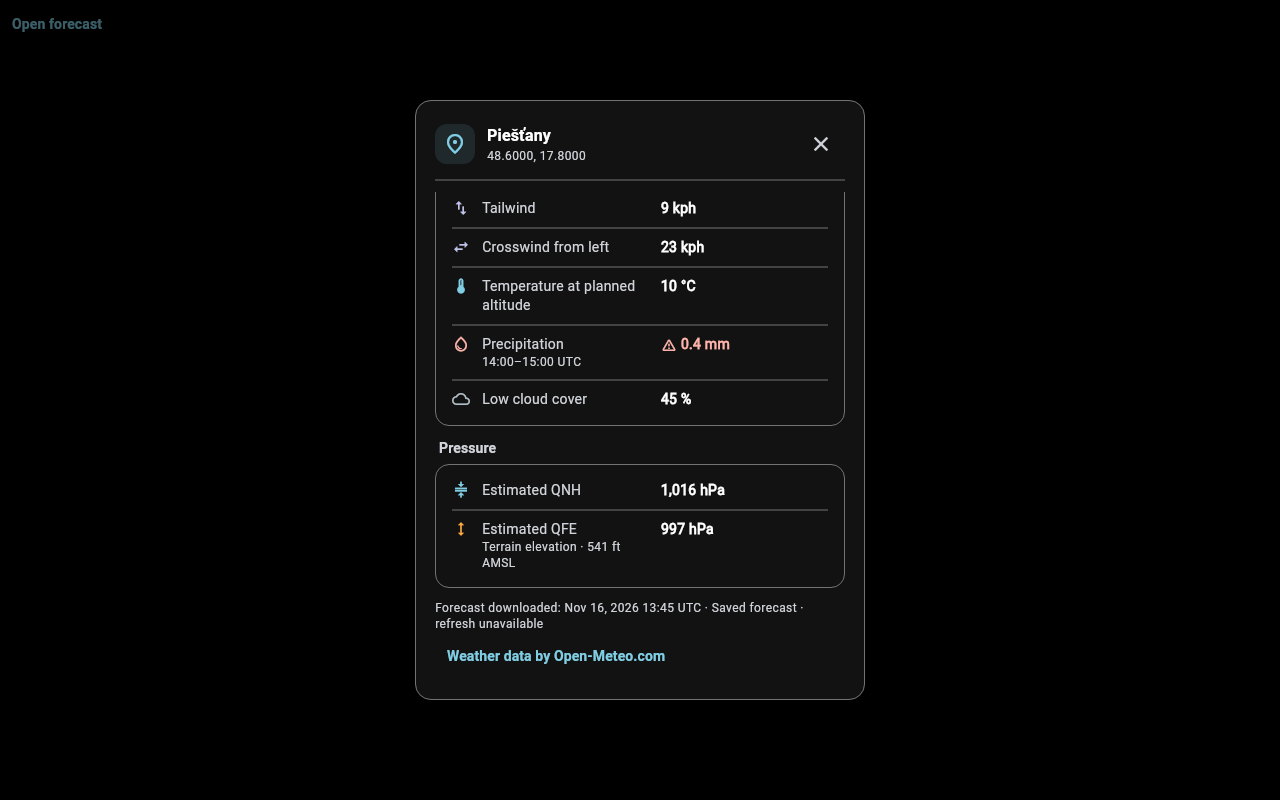 Open forecast
Piešťany
48.6000, 17.8000
Tailwind 9 kph
Crosswind from left 23 kph
Temperature at planned 10 °C
altitude
Precipitation 0.4 mm
14:00–15:00 UTC
Low cloud cover 45 %
Pressure
Estimated QNH 1,016 hPa
Estimated QFE 997 hPa
Terrain elevation · 541 ft
AMSL
Forecast downloaded: Nov 16, 2026 13:45 UTC · Saved forecast ·
refresh unavailable
Weather data by Open-Meteo.com